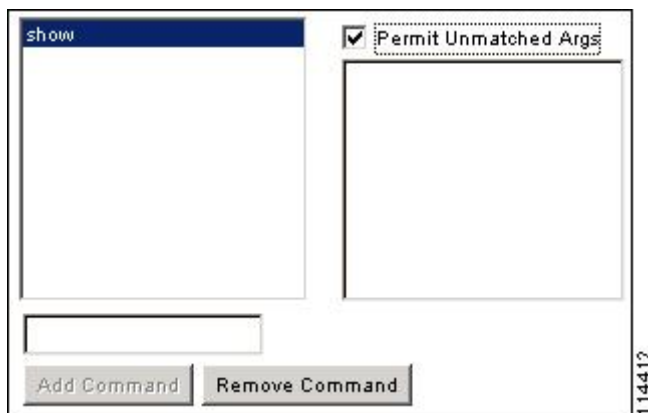 show
Permit Unmatched Args
Add Command
Remove Command
114412